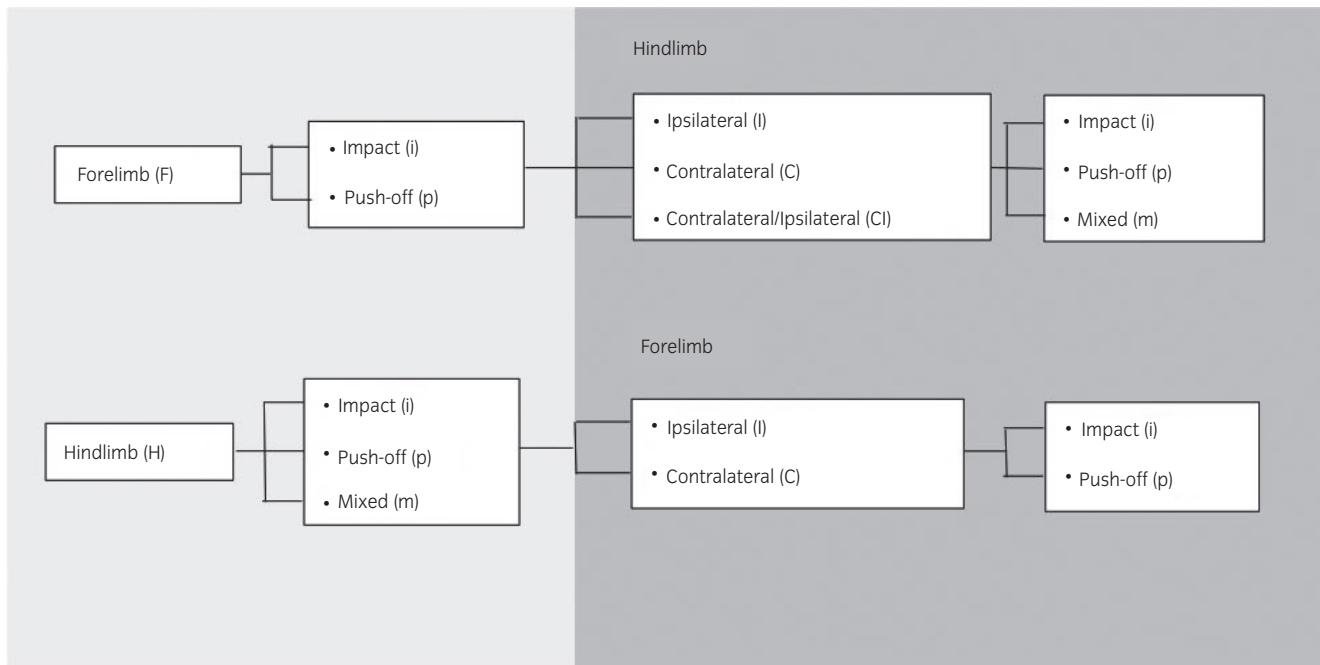 Hindlimb
Forelimb (F)
• Impact (i)
• Push-off (p)
• Ipsilateral (I)
• Contralateral (C)
• Contralateral/Ipsilateral (CI)
• Impact (i)
• Push-off (p)
• Mixed (m)
Forelimb
Hindlimb (H)
• Impact (i)
• Push-off (p)
• Mixed (m)
• Ipsilateral (I)
• Contralateral (C)
• Impact (i)
• Push-off (p)